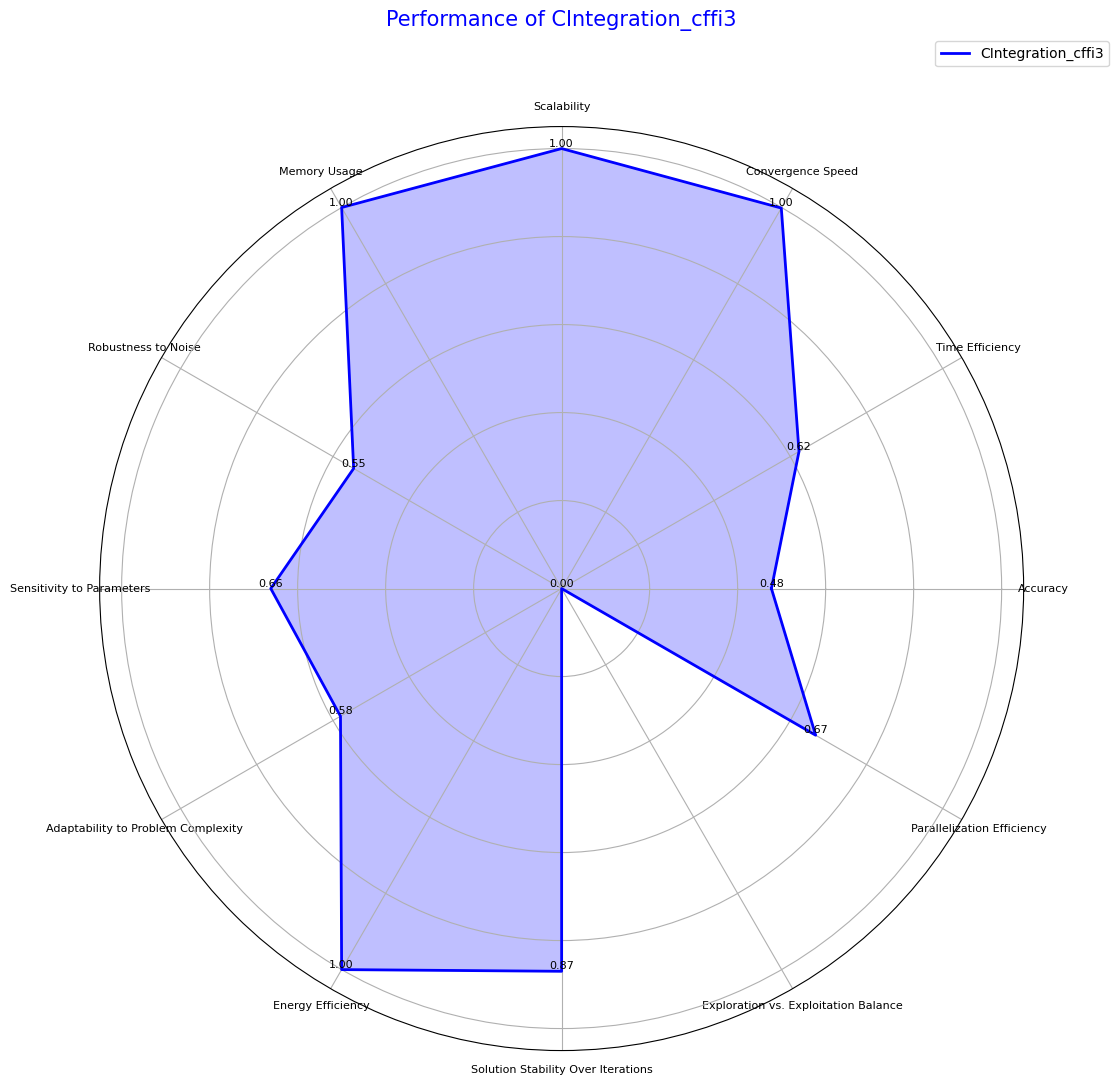 Performance of CIntegration_cffi3
CIntegration_cffi3
Scalability
1.00
Memory Usage
Convergence Speed
1.00
1.00
Robustness to Noise
Time Efficiency
0.62
0.55
Sensitivity to Parameters
0.66
0.00
0.48
Accuracy
0.58
0.67
Adaptability to Problem Complexity
Parallelization Efficiency
1.00
0.87
Energy Efficiency
Exploration vs. Exploitation Balance
Solution Stability Over Iterations